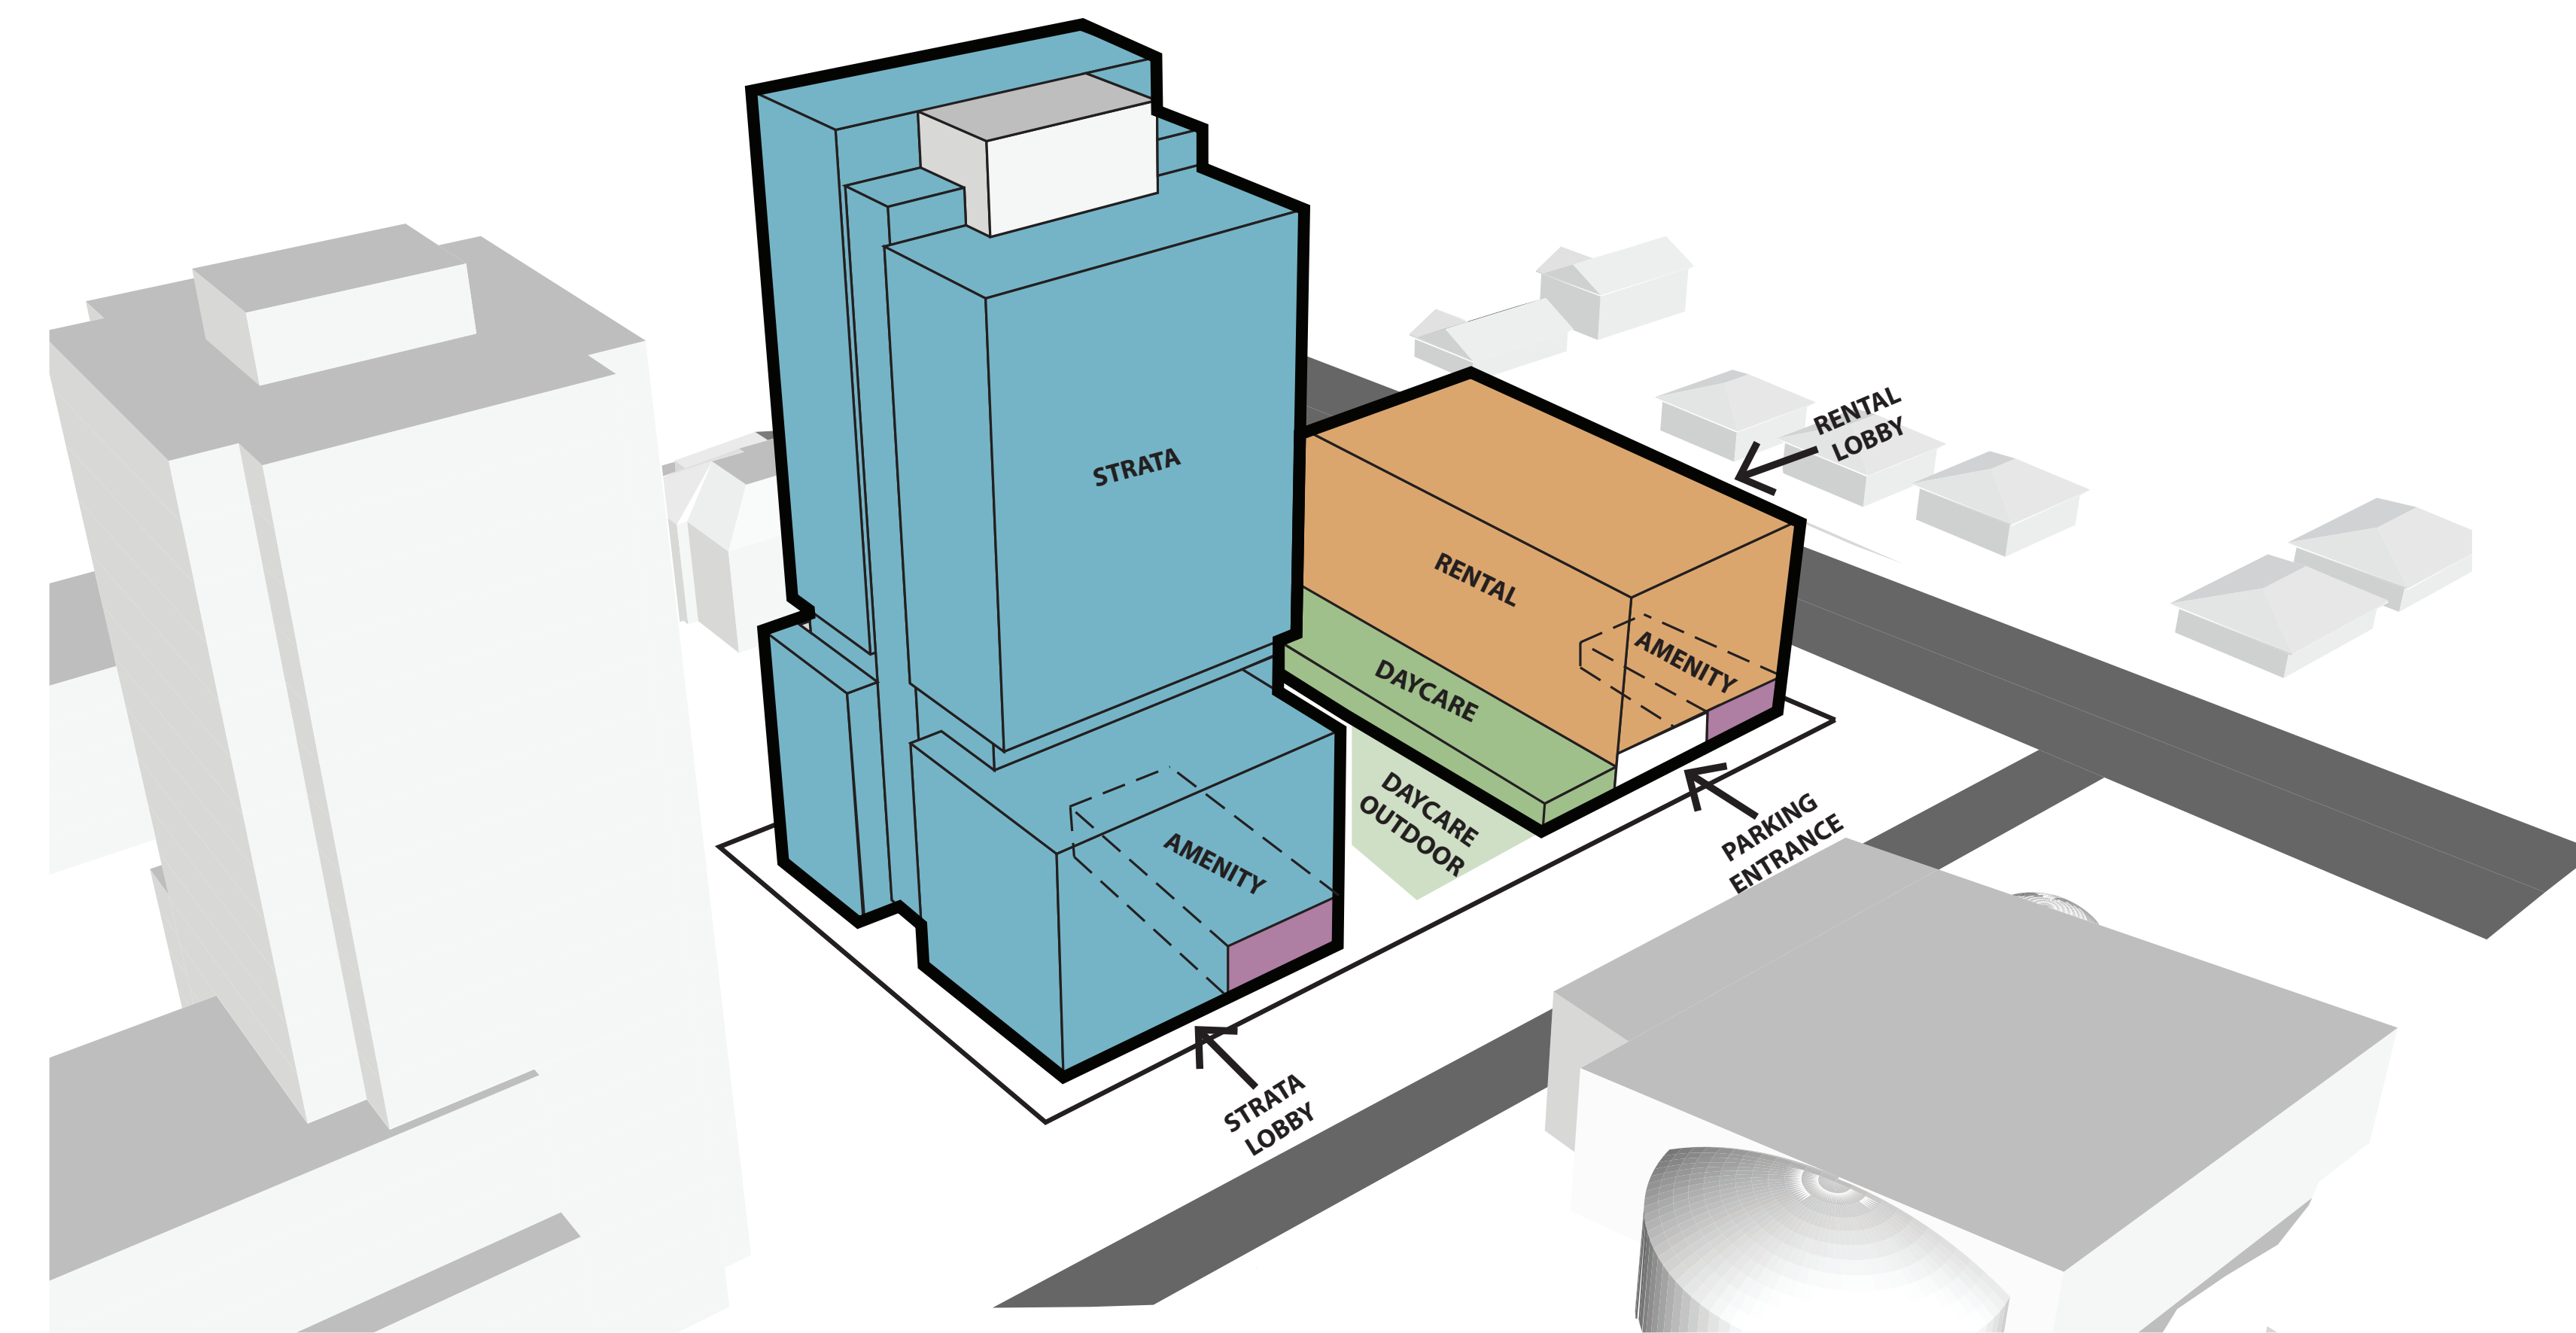 RENTAL
LOBBY
STRATA
RENTAL
AMENITY
DAYCARE
DAYCARE
OUTDOOR
PARKING
ENTRANCE
AMENITY
STRATA
LOBBY